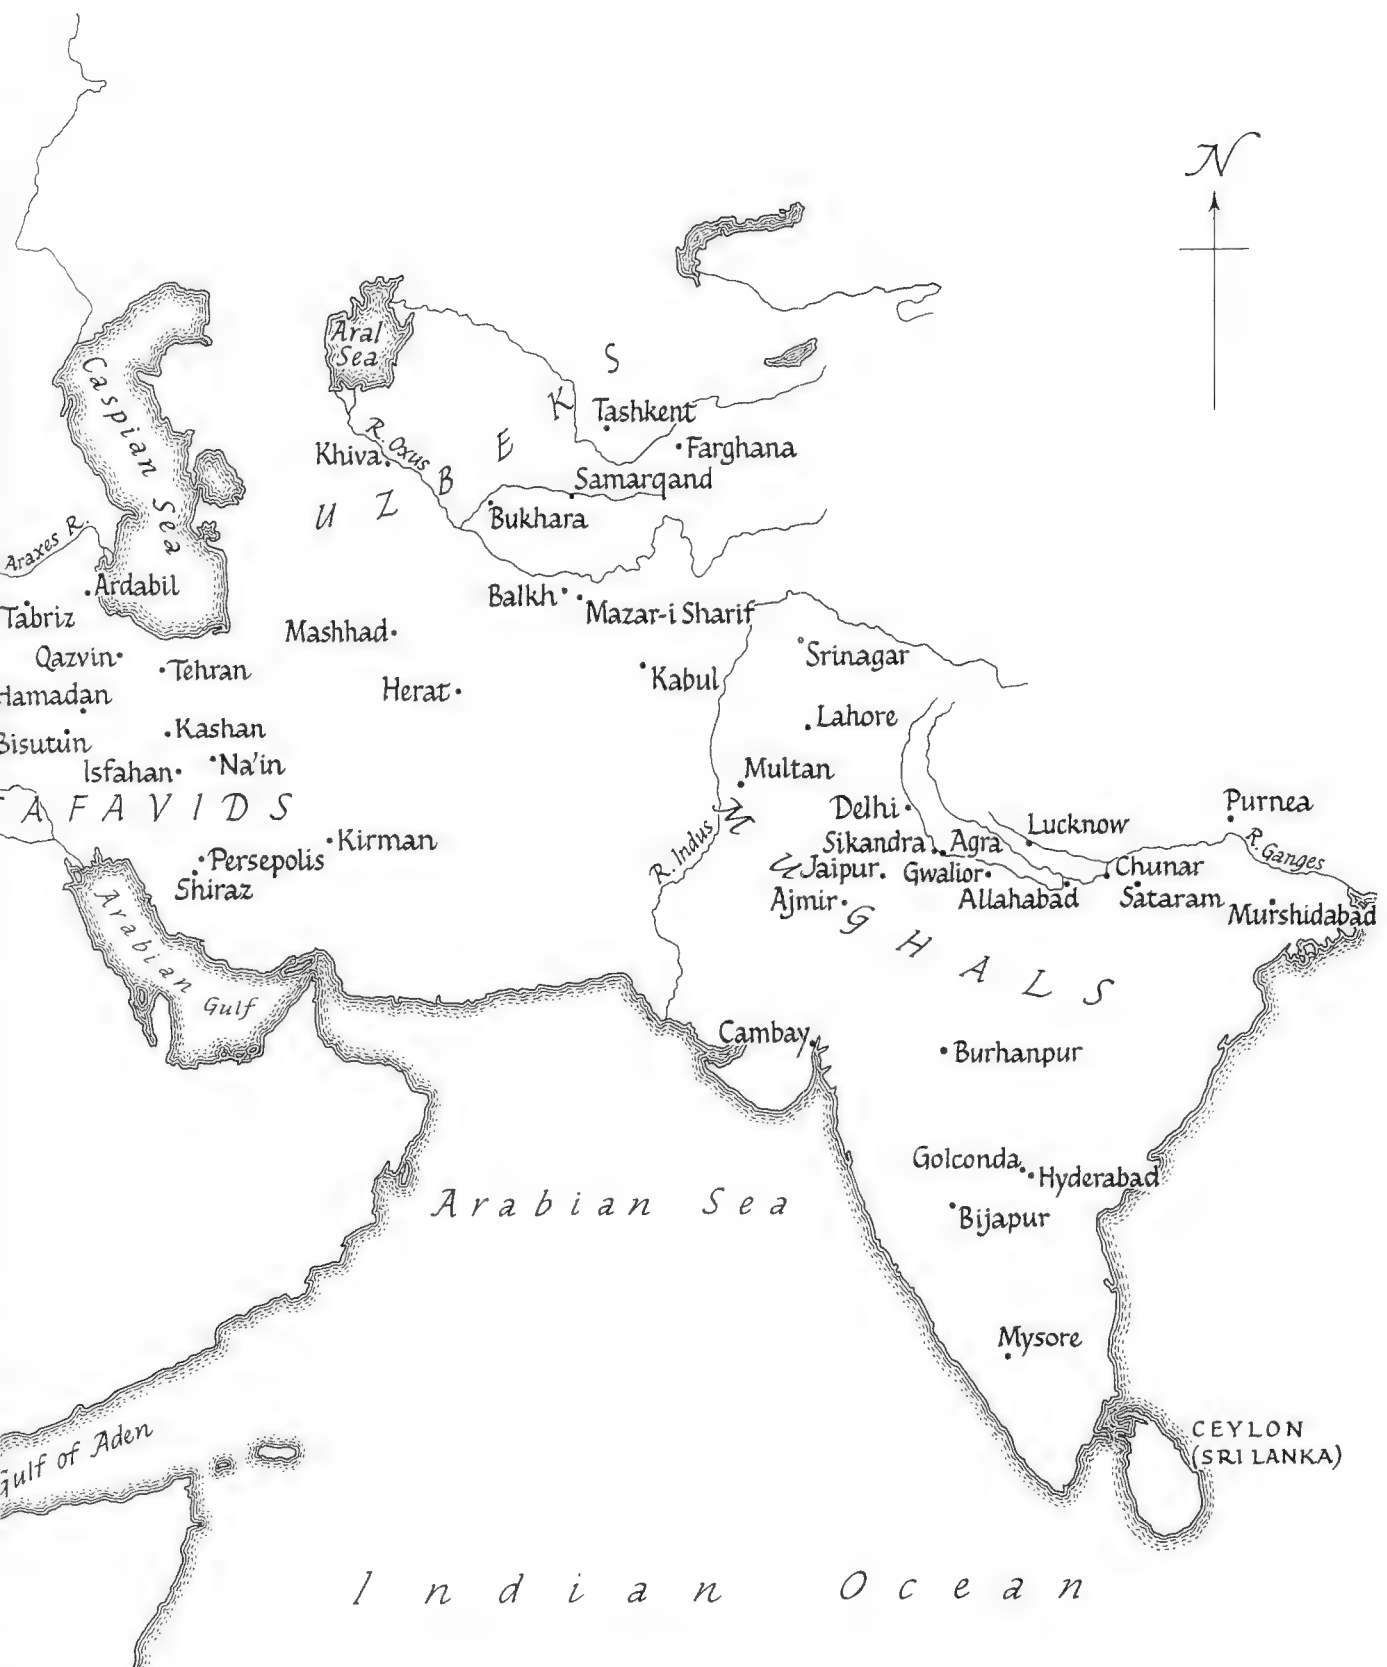 N
Aral
Sea
Caspian Sea
UZBEKS
Tashkent
R. Oxus
Khiva
Farghana
Samarqand
Bukhara
Araxes R.
Ardabil
Balkh
Tabriz
Mazar-i Sharif
Mashhad
Qazvin
Tehran
Srinagar
Kabul
Hamadan
Herat
Kashan
Lahore
Bisutun
Isfahan
Na'in
Multan
AFAVIDS
Delhi
Purnea
MUGHALS
Lucknow
Kirman
R. Indus
Sikandra
Agra
R. Ganges
Persepolis
Jaipur
Gwalior
Chunar
Shiraz
Ajmir
Allahabad
Sataram
Murshidabad
Arabian
Gulf
Cambay
Burhanpur
Golconda
Hyderabad
Arabian Sea
Bijapur
Mysore
Gulf of Aden
CEYLON
(SRI LANKA)
Indian Ocean